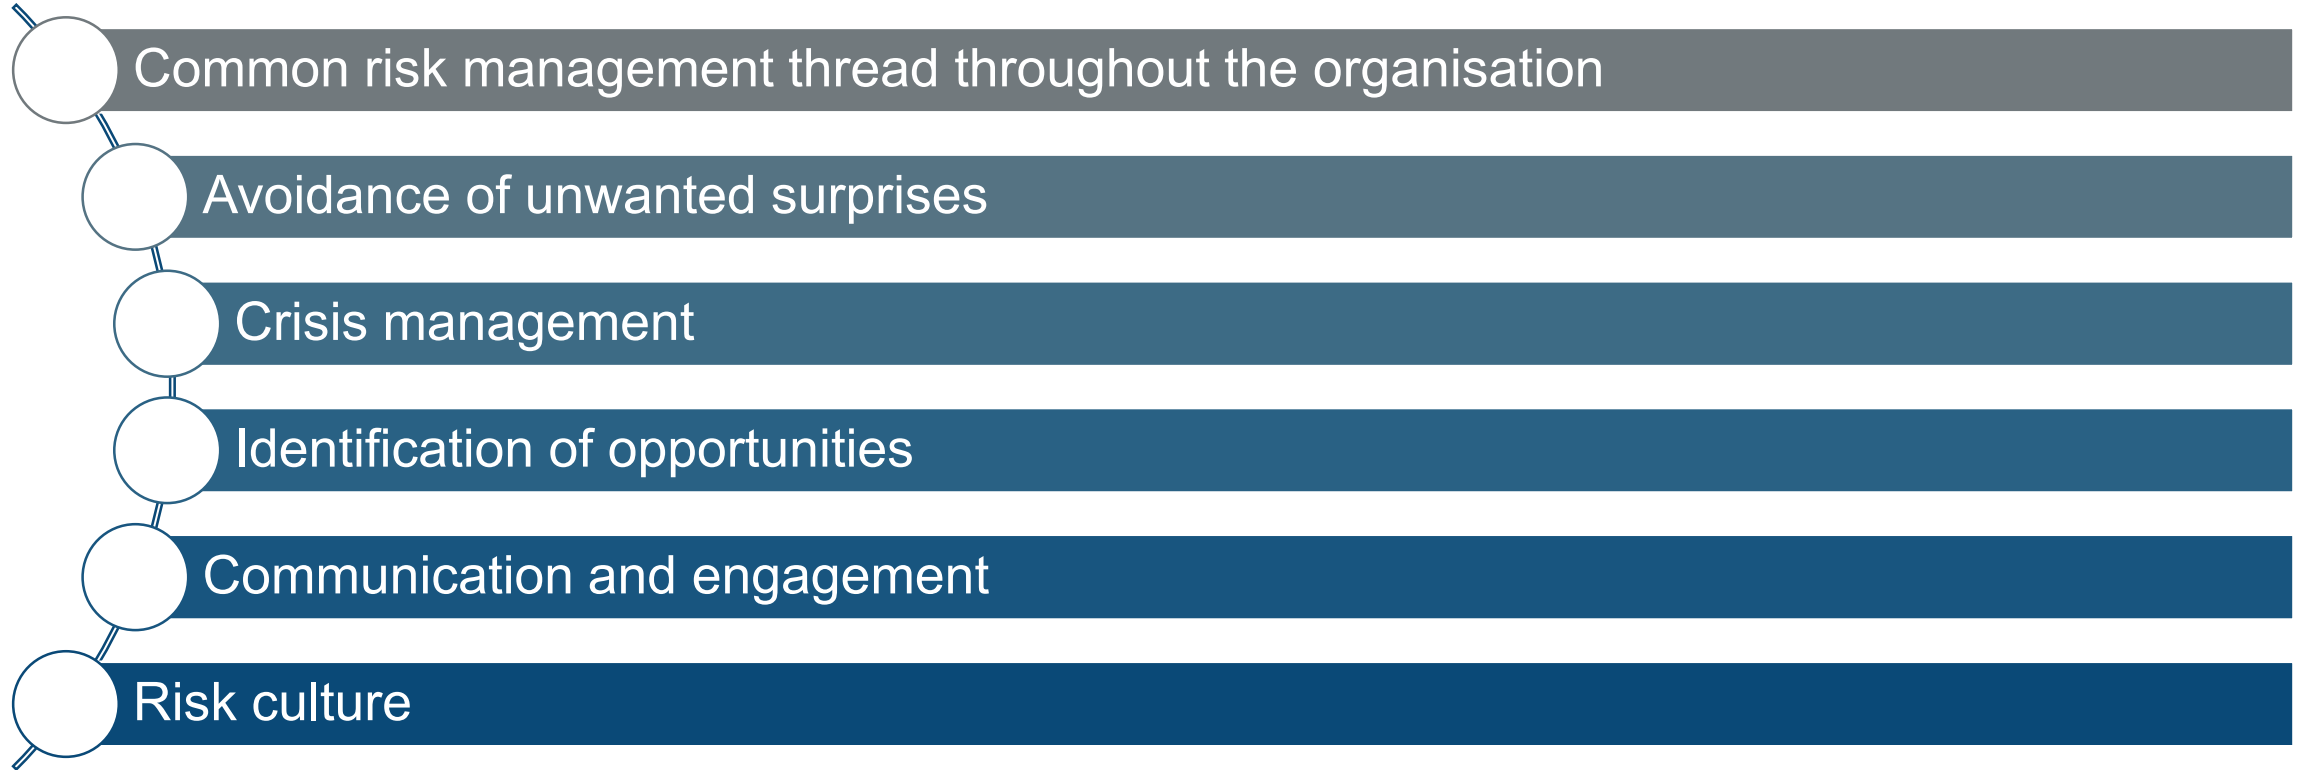 Common risk management thread throughout the organisation
Avoidance of unwanted surprises
Crisis management
Identification of opportunities
Communication and engagement
Risk culture